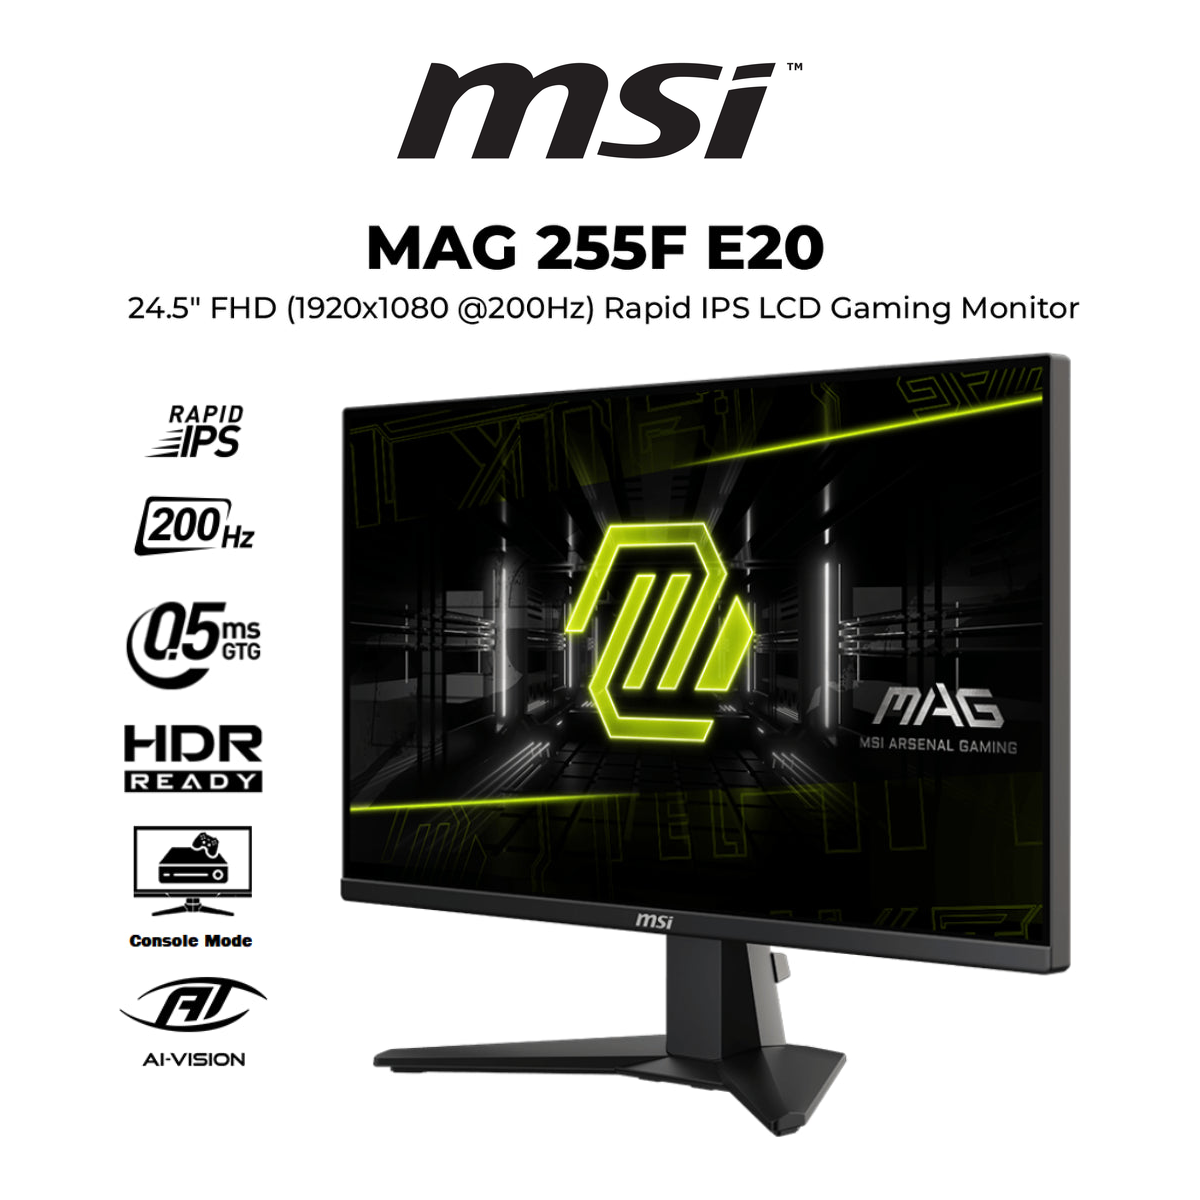 msi™
MAG 255F E20
24.5" FHD (1920x1080 @200Hz) Rapid IPS LCD Gaming Monitor
RAPID
IPS
200Hz
0.5ms
GTG
HDR
READY
Console Mode
AI
AI-VISION
MAG
MSI ARSENAL GAMING
msi